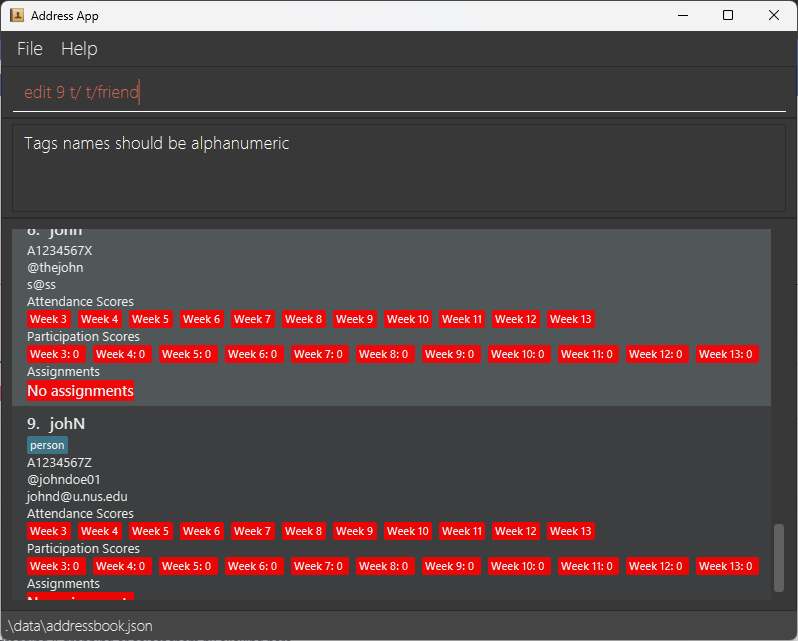 Address App
File Help
edit 9 t/ t/friend
Tags names should be alphanumeric
8. john
A1234567X
@thejohn
s@ss
Attendance Scores
Week 3 Week 4 Week 5 Week 6 Week 7 Week 8 Week 9 Week 10 Week 11 Week 12 Week 13
Participation Scores
Week 3: 0 Week 4: 0 Week 5: 0 Week 6: 0 Week 7: 0 Week 8: 0 Week 9: 0 Week 10: 0 Week 11: 0 Week 12: 0 Week 13: 0
Assignments
No assignments
9. johN
person
A1234567Z
@johndoe01
johnd@u.nus.edu
Attendance Scores
Week 3 Week 4 Week 5 Week 6 Week 7 Week 8 Week 9 Week 10 Week 11 Week 12 Week 13
Participation Scores
Week 3: 0 Week 4: 0 Week 5: 0 Week 6: 0 Week 7: 0 Week 8: 0 Week 9: 0 Week 10: 0 Week 11: 0 Week 12: 0 Week 13: 0
Assignments
.\data\addressbook.json